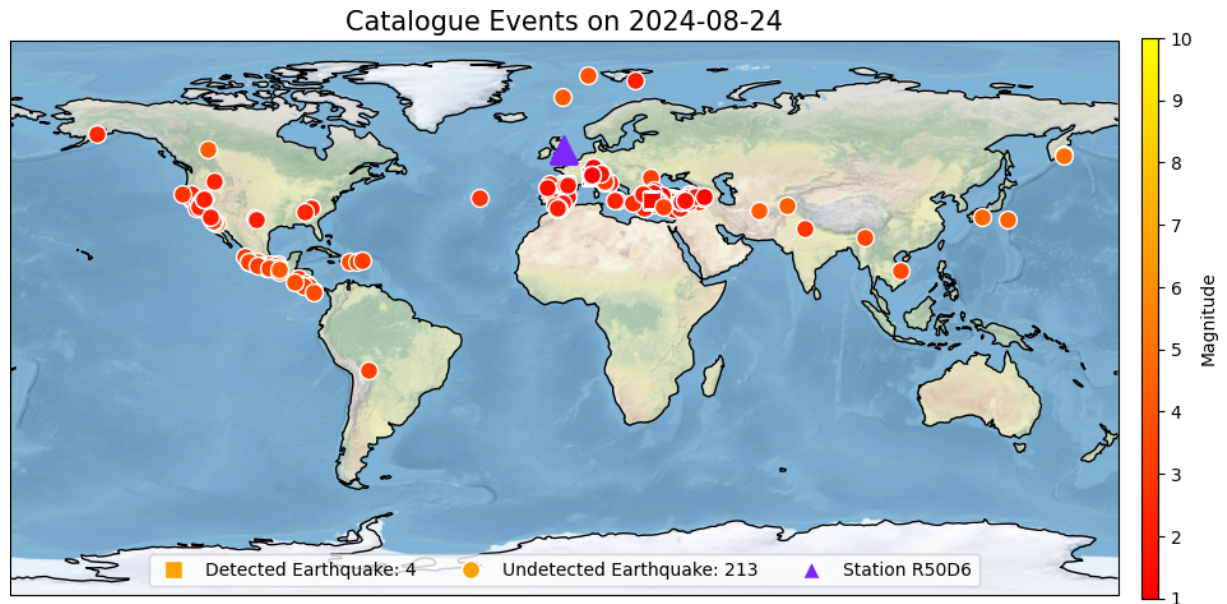 Catalogue Events on 2024-08-24
10
9
8
7
6
5
4
3
2
1
Magnitude
Detected Earthquake: 4
Undetected Earthquake: 213
Station R50D6